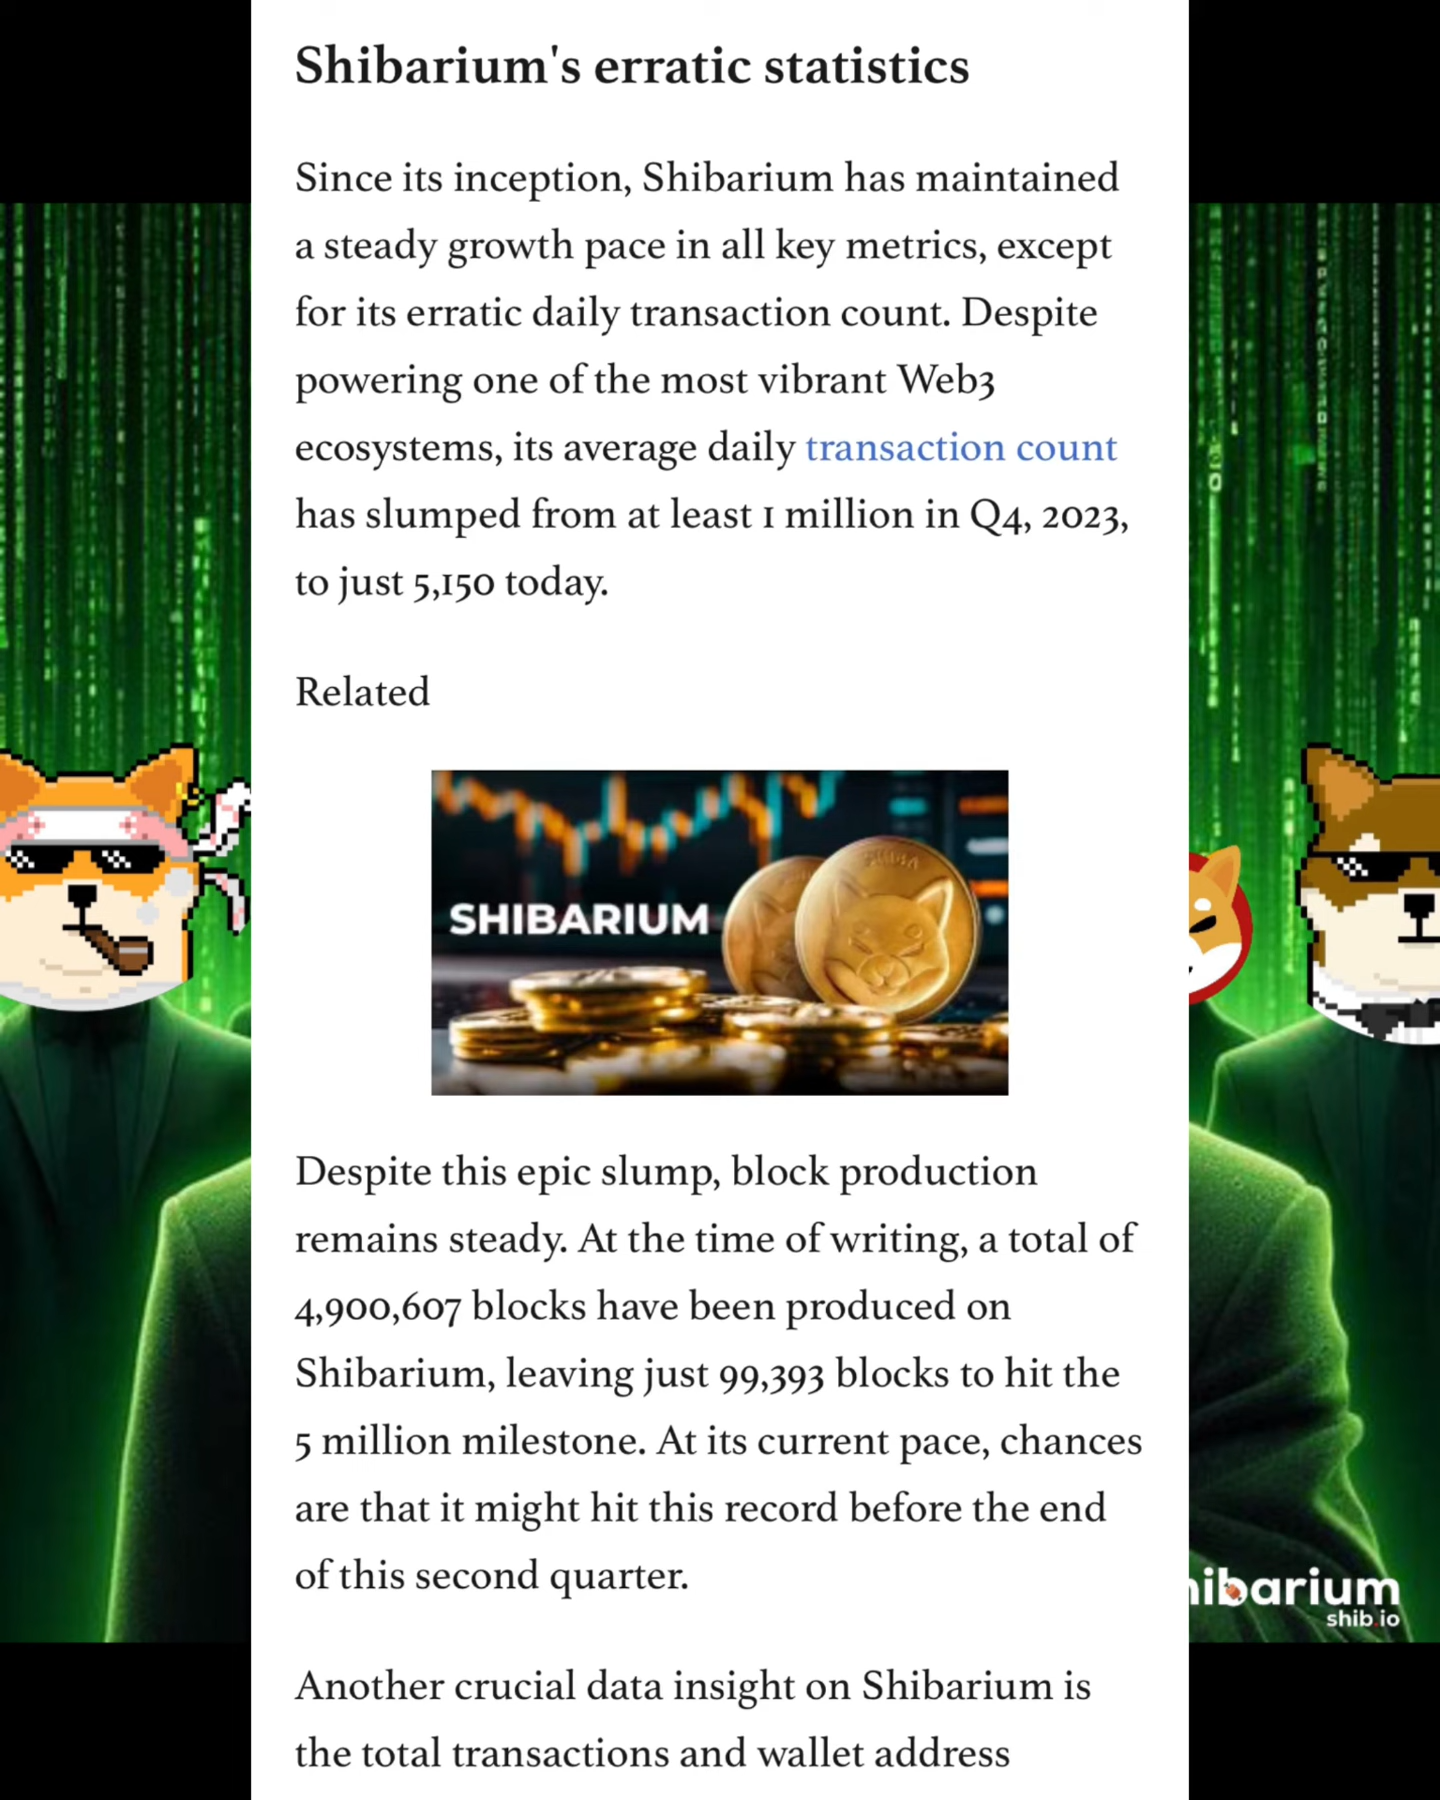 Shibarium's erratic statistics
Since its inception, Shibarium has maintained
a steady growth pace in all key metrics, except
for its erratic daily transaction count. Despite
powering one of the most vibrant Web3
ecosystems, its average daily transaction count
has slumped from at least 1 million in Q4, 2023,
to just 5,150 today.
Related
SHIBARIUM
Despite this epic slump, block production
remains steady. At the time of writing, a total of
4,900,607 blocks have been produced on
Shibarium, leaving just 99,393 blocks to hit the
5 million milestone. At its current pace, chances
are that it might hit this record before the end
of this second quarter.
hibarium
shib.io
Another crucial data insight on Shibarium is
the total transactions and wallet address